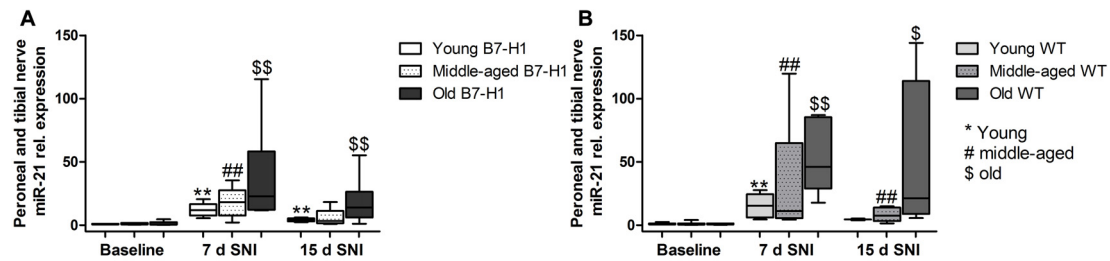 A
Peroneal and tibial nerve
miR-21 rel. expression
150
100
50
0
**
##
$$
**
$$
Baseline
7 d SNI
15 d SNI
Young B7-H1
Middle-aged B7-H1
Old B7-H1
B
Peroneal and tibial nerve
miR-21 rel. expression
150
100
50
0
**
##
$$
##
$
Baseline
7 d SNI
15 d SNI
Young WT
Middle-aged WT
Old WT
* Young
# middle-aged
$ old